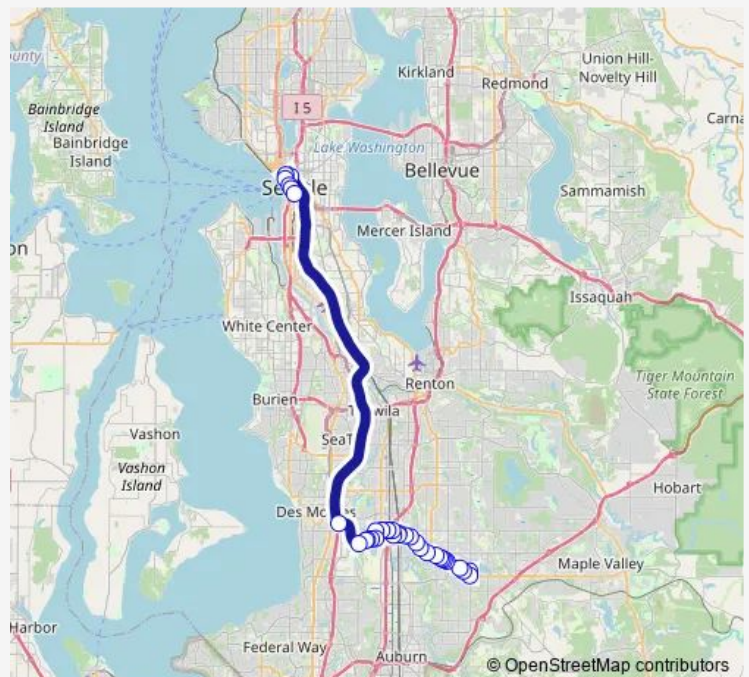 Union Hill-
Novelty Hill
Kirkland
Redmond
I 5
Bainbridge
Island
Bainbridge
Island
Lake Washington
Bellevue
Sammamish
Mercer Island
Issaquah
White Center
Tiger Mountain
State Forest
Renton
Burien
Vashon
Vashon
Island
Hobart
Maple Valley
Harbor
Federal Way
Auburn
© OpenStreetMap contributors